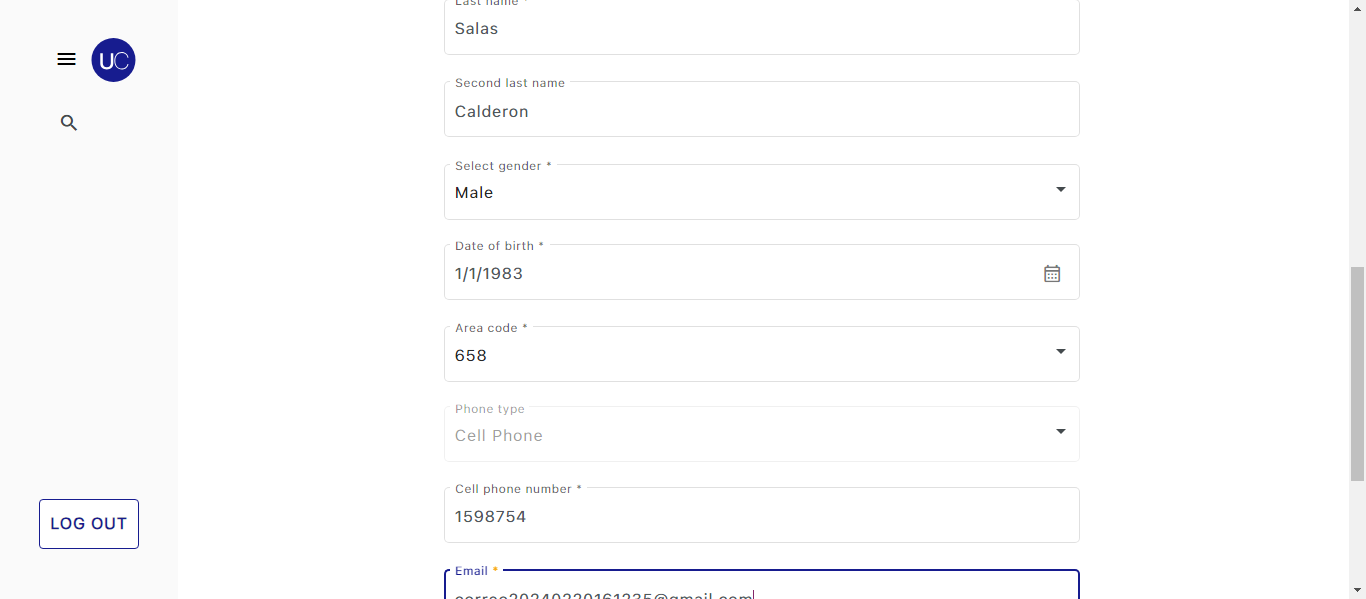 Last name *
Salas
UC
Second last name
Calderon
Select gender *
Male
Date of birth *
1/1/1983
Area code *
658
Phone type
Cell Phone
Cell phone number *
1598754
LOG OUT
Email *
correo20240220161235@gmail.com